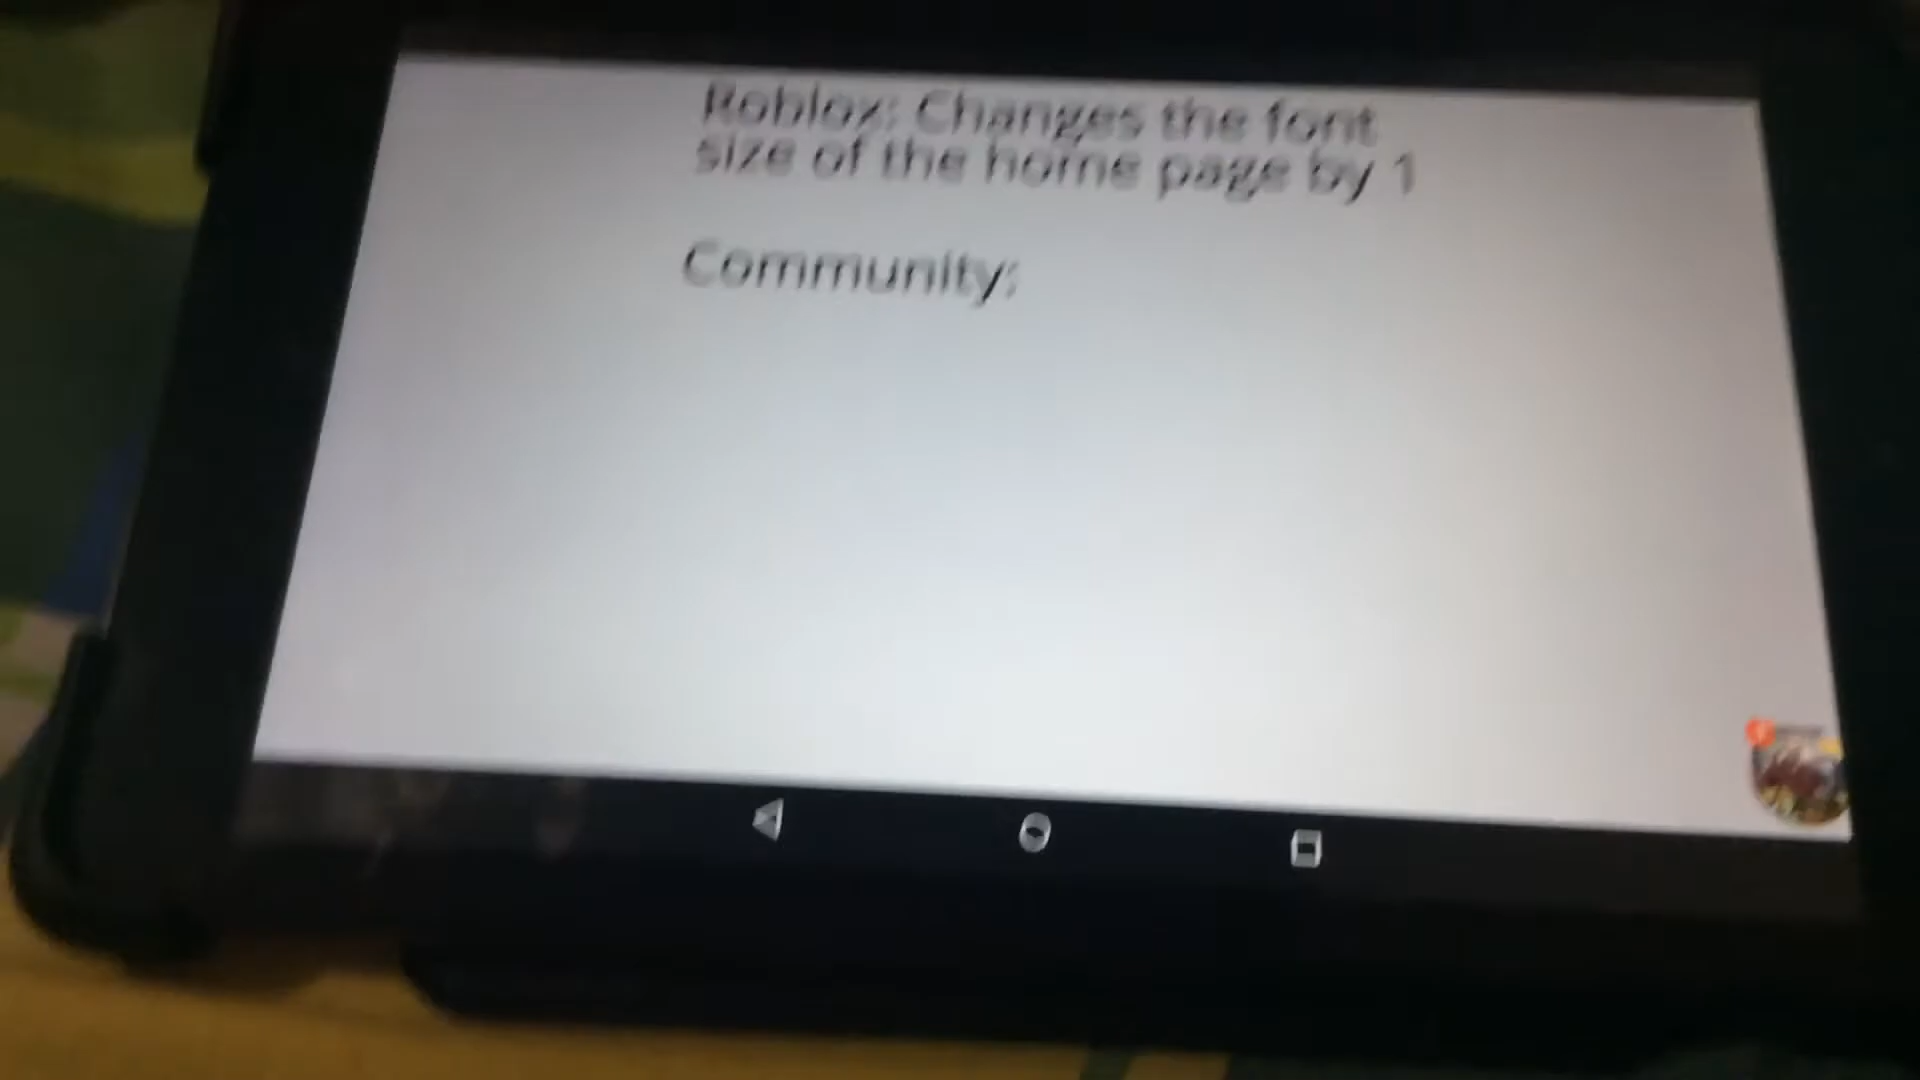 Roblox: Changes the font
size of the home page by 1
Community: